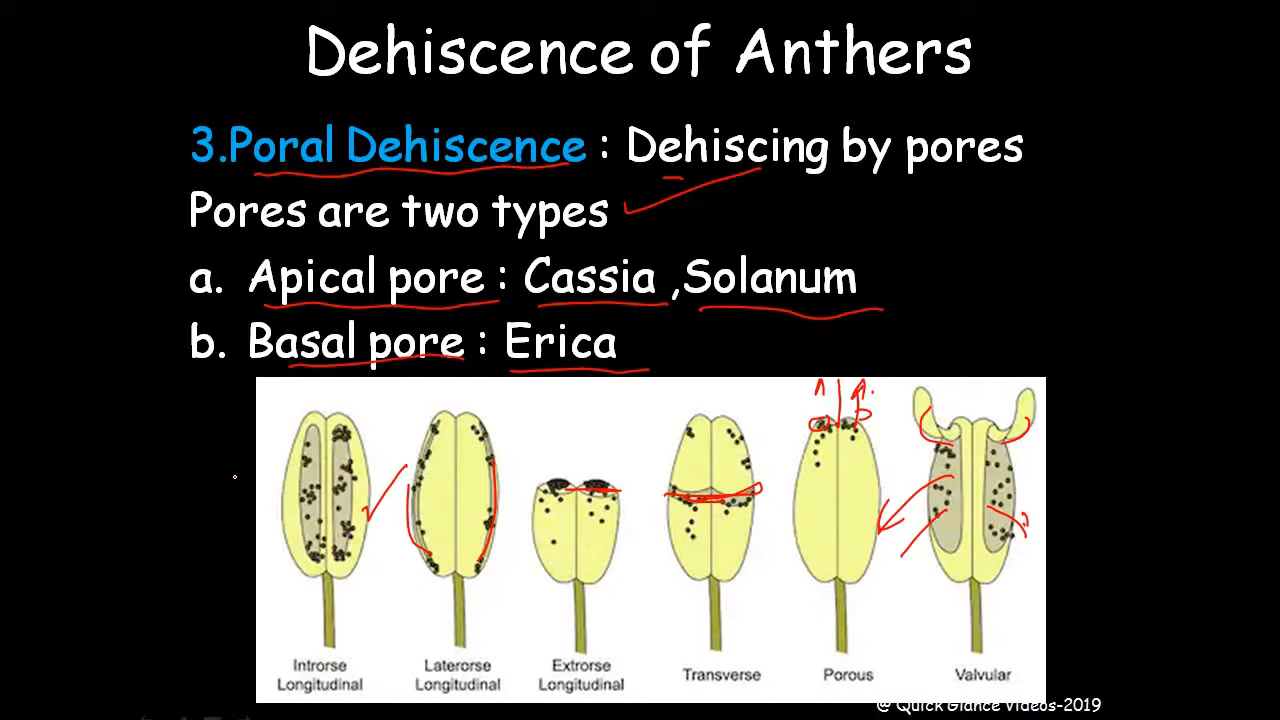 Dehiscence of Anthers
3.Poral Dehiscence : Dehiscing by pores
Pores are two types
a. Apical pore : Cassia ,Solanum
b. Basal pore : Erica
Introrse Longitudinal
Laterorse Longitudinal
Extrorse Longitudinal
Transverse
Porous
Valvular
@ Quick Glance Videos-2019